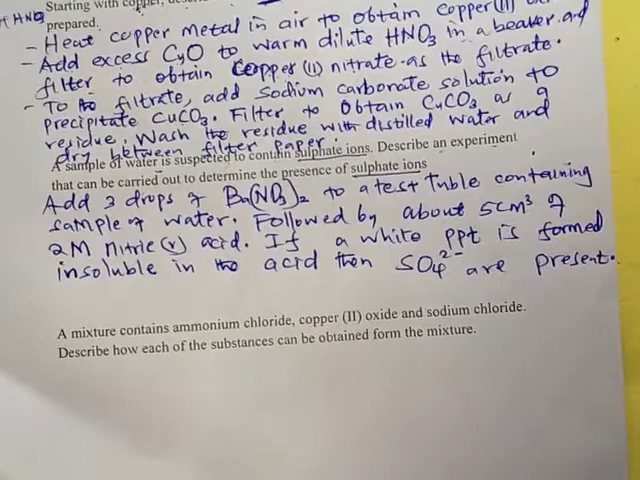 Starting with copper,
+ HNO3
prepared.
- Heat copper metal in air to obtain copper(II)
- Add excess CuO to warm dilute HNO3 in a beaker and
filter to obtain Copper (II) nitrate as the filtrate.
- To the filtrate, add Sodium carbonate solution to
precipitate CuCO3. Filter to Obtain CuCO3 as a
residue. Wash the residue with distilled water and
dry between filter paper.
A sample of water is suspected to contain sulphate ions. Describe an experiment
that can be carried out to determine the presence of sulphate ions
Add 3 drops of Ba(NO3)2 to a test tube containing
sample of water. Followed by about 5cm³ of
2M nitric (v) acid. If a white ppt is formed
insoluble in the acid then SO4²⁻ are present.
A mixture contains ammonium chloride, copper (II) oxide and sodium chloride.
Describe how each of the substances can be obtained form the mixture.